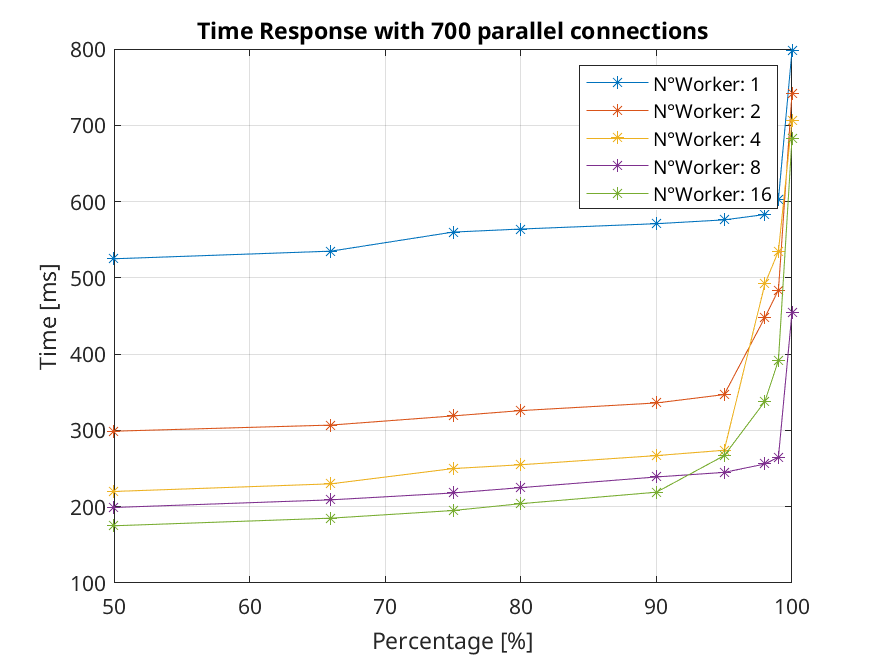 Time Response with 700 parallel connections
800
700
600
500
400
300
200
100
Time [ms]
N°Worker: 1
N°Worker: 2
N°Worker: 4
N°Worker: 8
N°Worker: 16
50 60 70 80 90 100
Percentage [%]